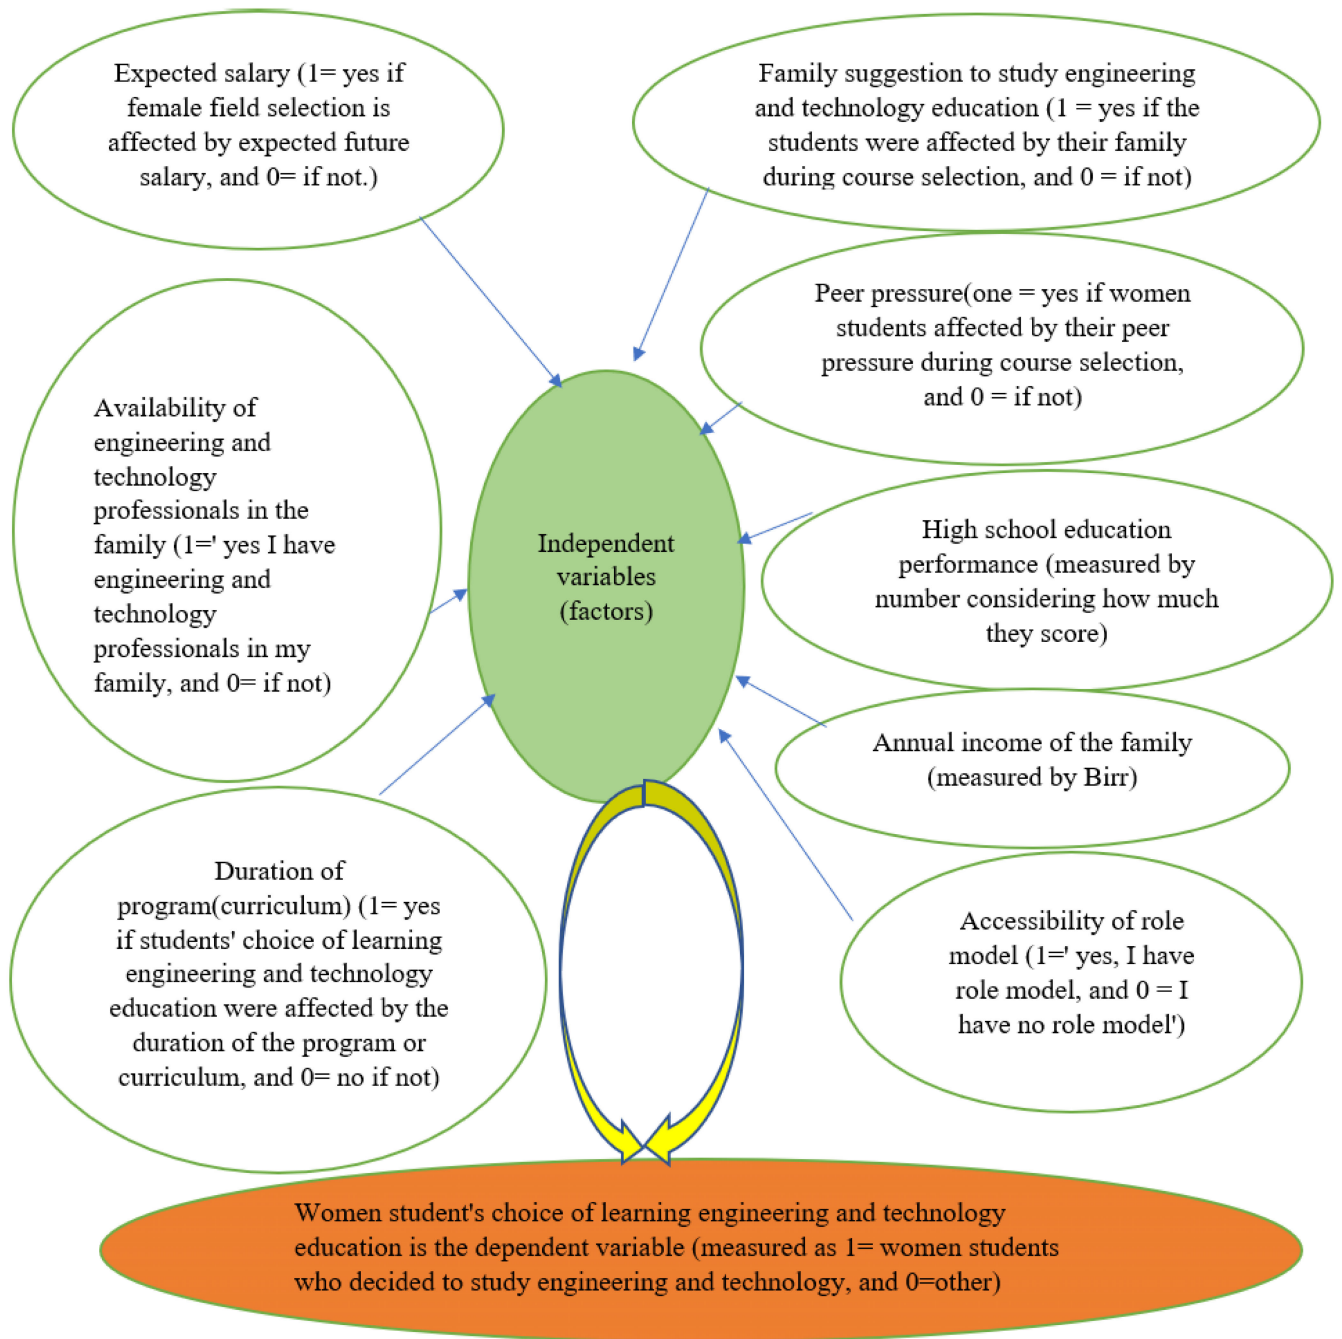 Expected salary (1= yes if
female field selection is
affected by expected future
salary, and 0= if not.)
Family suggestion to study engineering
and technology education (1 = yes if the
students were affected by their family
during course selection, and 0 = if not)
Peer pressure(one = yes if women
students affected by their peer
pressure during course selection,
and 0 = if not)
Availability of
engineering and
technology
professionals in the
family (1=' yes I have
engineering and
technology
professionals in my
family, and 0= if not)
Independent
variables
(factors)
High school education
performance (measured by
number considering how much
they score)
Annual income of the family
(measured by Birr)
Duration of
program(curriculum) (1= yes
if students' choice of learning
engineering and technology
education were affected by the
duration of the program or
curriculum, and 0= no if not)
Accessibility of role
model (1=' yes, I have
role model, and 0 = I
have no role model')
Women student's choice of learning engineering and technology
education is the dependent variable (measured as 1= women students
who decided to study engineering and technology, and 0=other)